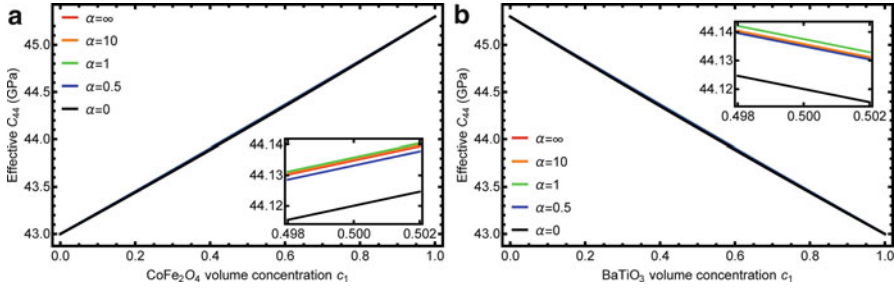 a
α=∞
α=10
α=1
α=0.5
α=0
Effective C44 (GPa)
45.0
44.5
44.0
43.5
43.0
0.0 0.2 0.4 0.6 0.8 1.0
CoFe2O4 volume concentration c1
44.14
44.13
44.12
0.498 0.500 0.502
b
α=∞
α=10
α=1
α=0.5
α=0
Effective C44 (GPa)
45.0
44.5
44.0
43.5
43.0
0.0 0.2 0.4 0.6 0.8 1.0
BaTiO3 volume concentration c1
44.14
44.13
44.12
0.498 0.500 0.502